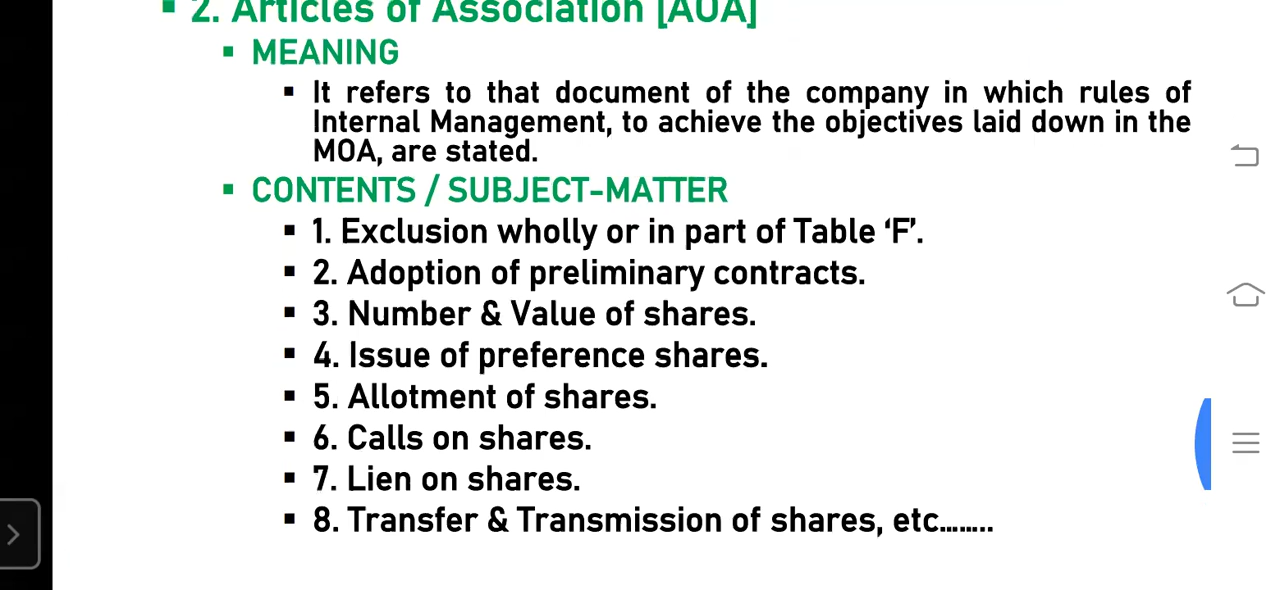 ▪ 2. Articles of Association [AOA]
▪ MEANING
▪ It refers to that document of the company in which rules of
Internal Management, to achieve the objectives laid down in the
MOA, are stated.
▪ CONTENTS / SUBJECT-MATTER
▪ 1. Exclusion wholly or in part of Table ‘F’.
▪ 2. Adoption of preliminary contracts.
▪ 3. Number & Value of shares.
▪ 4. Issue of preference shares.
▪ 5. Allotment of shares.
▪ 6. Calls on shares.
▪ 7. Lien on shares.
▪ 8. Transfer & Transmission of shares, etc........